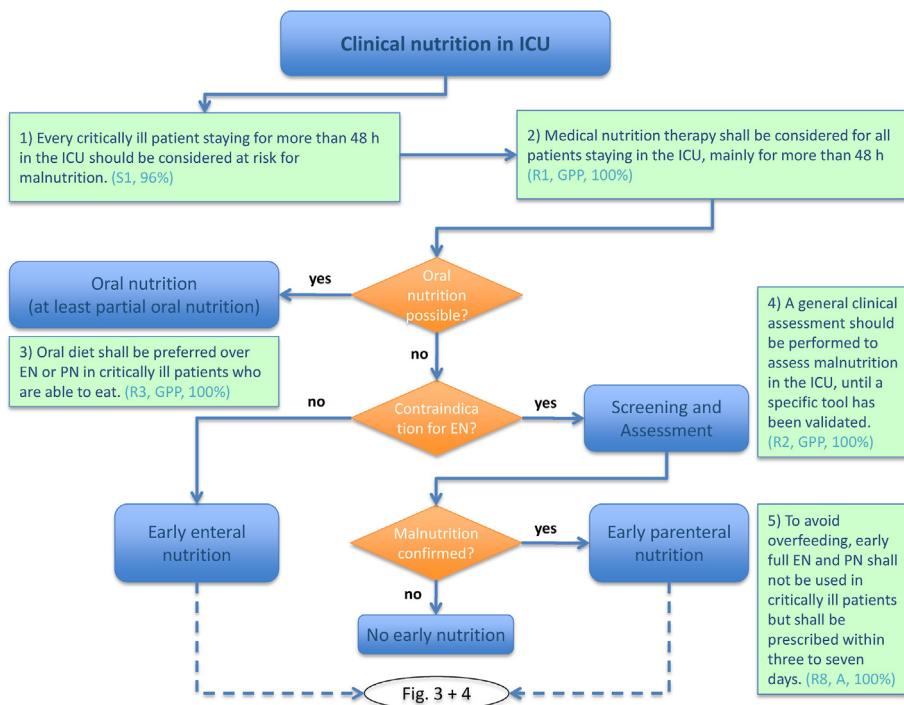 Clinical nutrition in ICU
1) Every critically ill patient staying for more than 48 h
in the ICU should be considered at risk for
malnutrition. (S1, 96%)
2) Medical nutrition therapy shall be considered for all
patients staying in the ICU, mainly for more than 48 h
(R1, GPP, 100%)
Oral
nutrition
possible?
yes
Oral nutrition
(at least partial oral nutrition)
3) Oral diet shall be preferred over
EN or PN in critically ill patients who
are able to eat. (R3, GPP, 100%)
no
4) A general clinical
assessment should
be performed to
assess malnutrition
in the ICU, until a
specific tool has
been validated.
(R2, GPP, 100%)
no
Contraindica
tion for EN?
yes
Screening and
Assessment
Early enteral
nutrition
Malnutrition
confirmed?
yes
Early parenteral
nutrition
no
No early nutrition
5) To avoid
overfeeding, early
full EN and PN shall
not be used in
critically ill patients
but shall be
prescribed within
three to seven
days. (R8, A, 100%)
Fig. 3 + 4